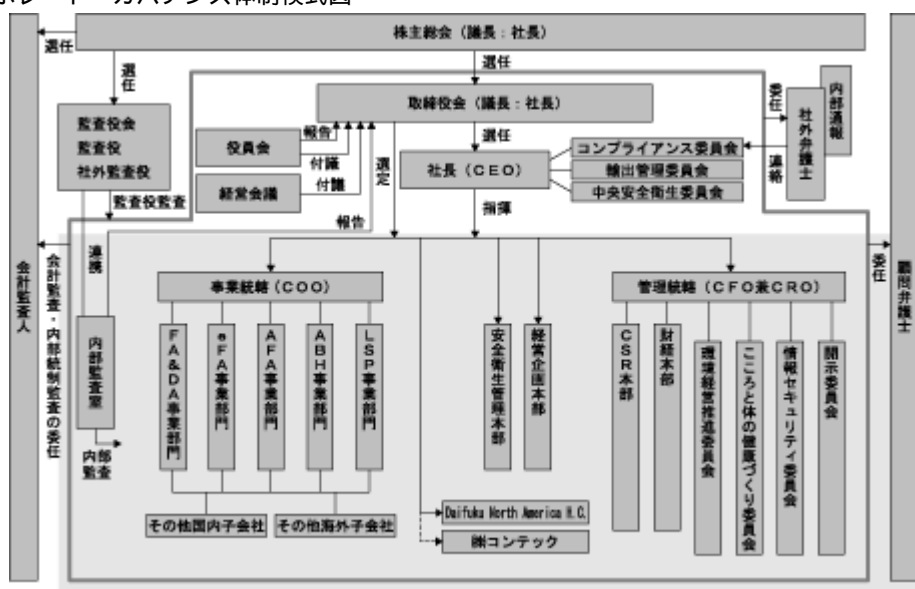 コーポレート・ガバナンス体制模式図
株主総会（議長：社長）
選任
選任
選任
取締役会（議長：社長）
監査役会
監査役
社外監査役
役員会
経営会議
報告
付議
付議
選定
選任
社長（CEO）
コンプライアンス委員会
輸出管理委員会
中央安全衛生委員会
委任
連絡
社外弁護士
内部通報
監査役監査
報告
指揮
連携
会計監査人
会計監査・内部統制監査の委任
委任
顧問弁護士
内部監査室
内部
監査
事業統轄（COO）
FA&DA事業部門
eFA事業部門
AFA事業部門
ABH事業部門
LSP事業部門
その他国内子会社
その他海外子会社
安全衛生管理本部
経営企画本部
Daifuku North America H.C.
㈱コンテック
管理統轄（CFO兼CRO）
CSR本部
財経本部
環境経営推進委員会
こころと体の健康づくり委員会
情報セキュリティ委員会
開示委員会